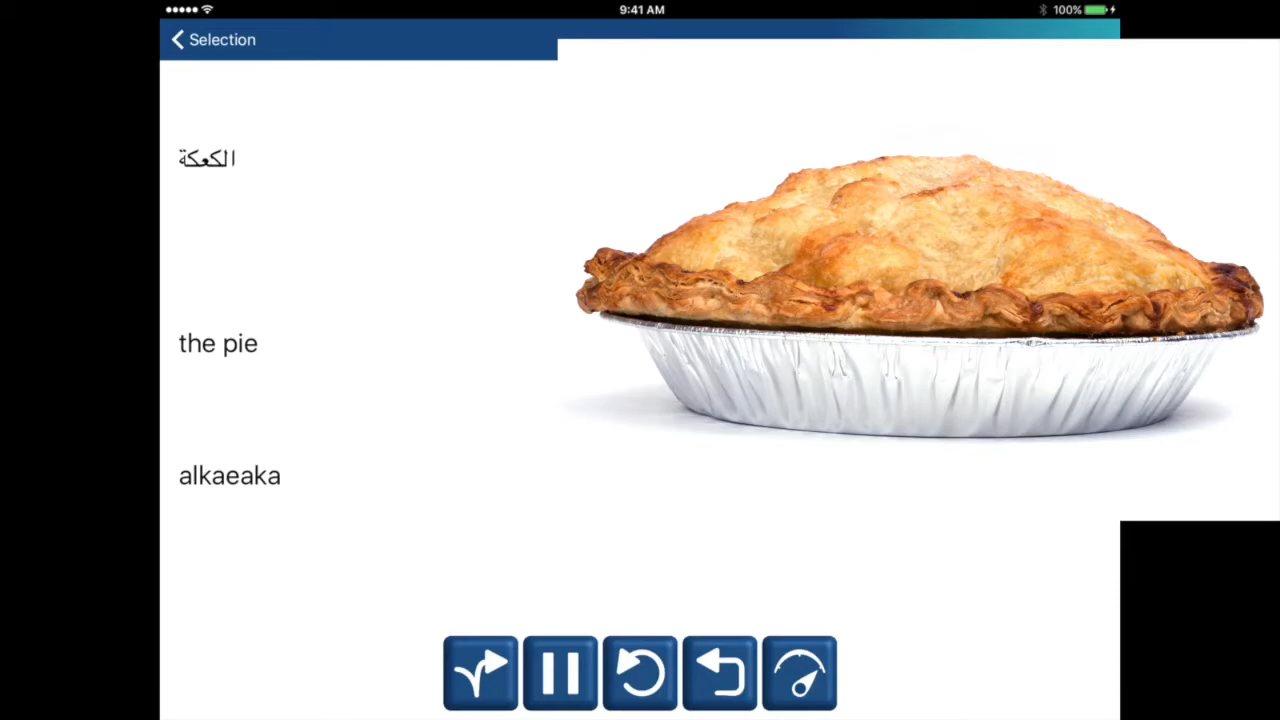 9:41 AM
100%
Selection
الكعكة
the pie
alkaeaka